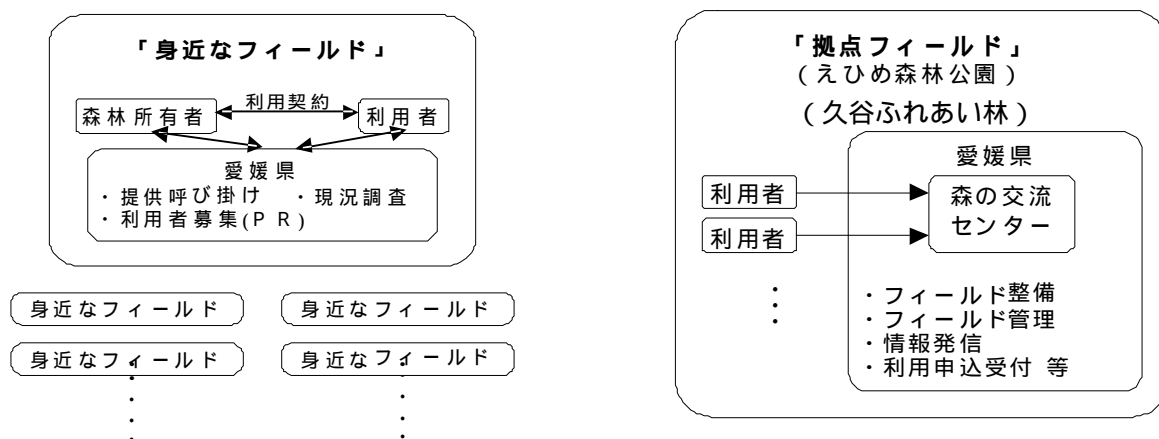 「身近なフィールド」
森林所有者
利用契約
利用者
愛媛県
・提供呼び掛け ・現況調査
・利用者募集(PR)
身近なフィールド
身近なフィールド
身近なフィールド
身近なフィールド
「拠点フィールド」
(えひめ森林公園)
(久谷ふれあい林)
愛媛県
利用者
利用者
森の交流
センター
・フィールド整備
・フィールド管理
・情報発信
・利用申込受付 等